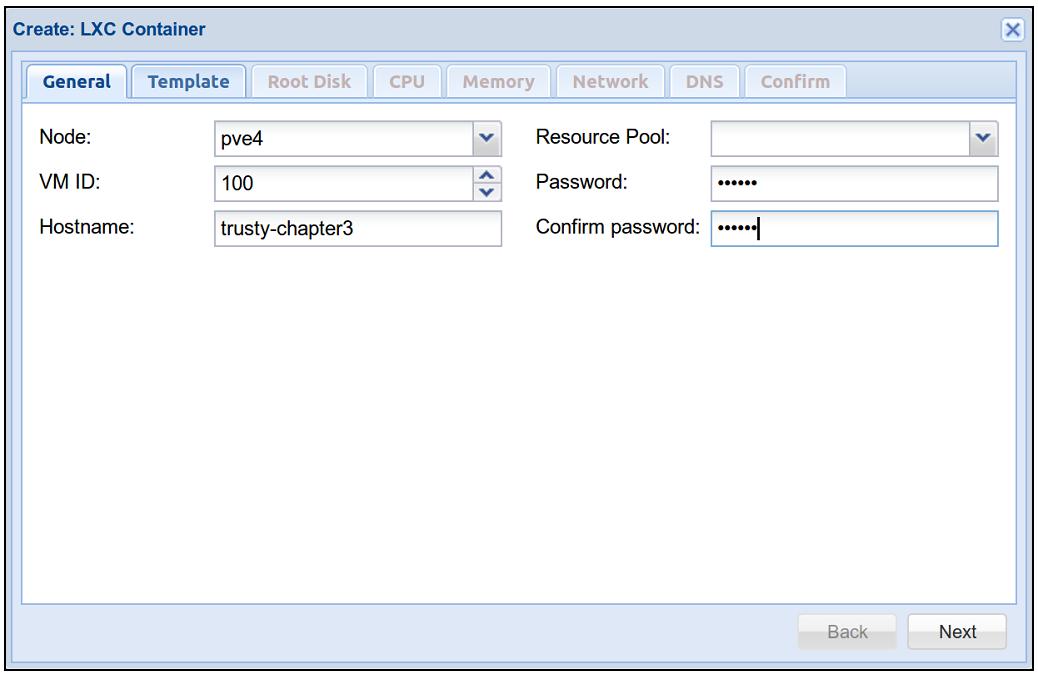 Create: LXC Container
General Template Root Disk CPU Memory Network DNS Confirm
Node: pve4 Resource Pool:
VM ID: 100 Password: ••••••
Hostname: trusty-chapter3 Confirm password: ••••••
Back Next